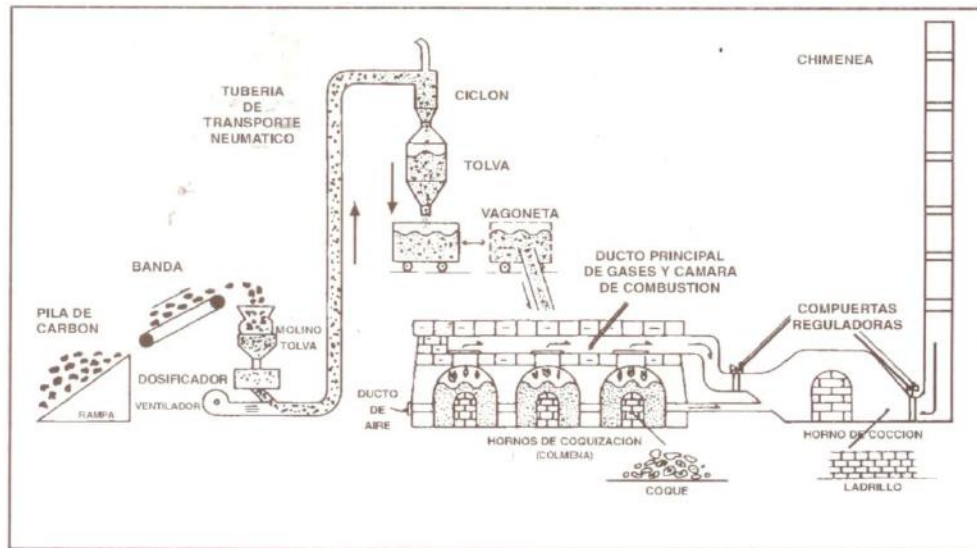 CHIMENEA
TUBERIA
DE
TRANSPORTE
NEUMATICO
CICLON
TOLVA
VAGONETA
BANDA
DUCTO PRINCIPAL
DE GASES Y CAMARA
DE COMBUSTION
PILA DE
CARBON
COMPUERTAS
REGULADORAS
MOLINO
TOLVA
DOSIFICADOR
VENTILADOR
RAMPA
DUCTO
DE
AIRE
HORNOS DE COQUIZACION
(COLMENA)
HORNO DE COCCION
COQUE
LADRILLO